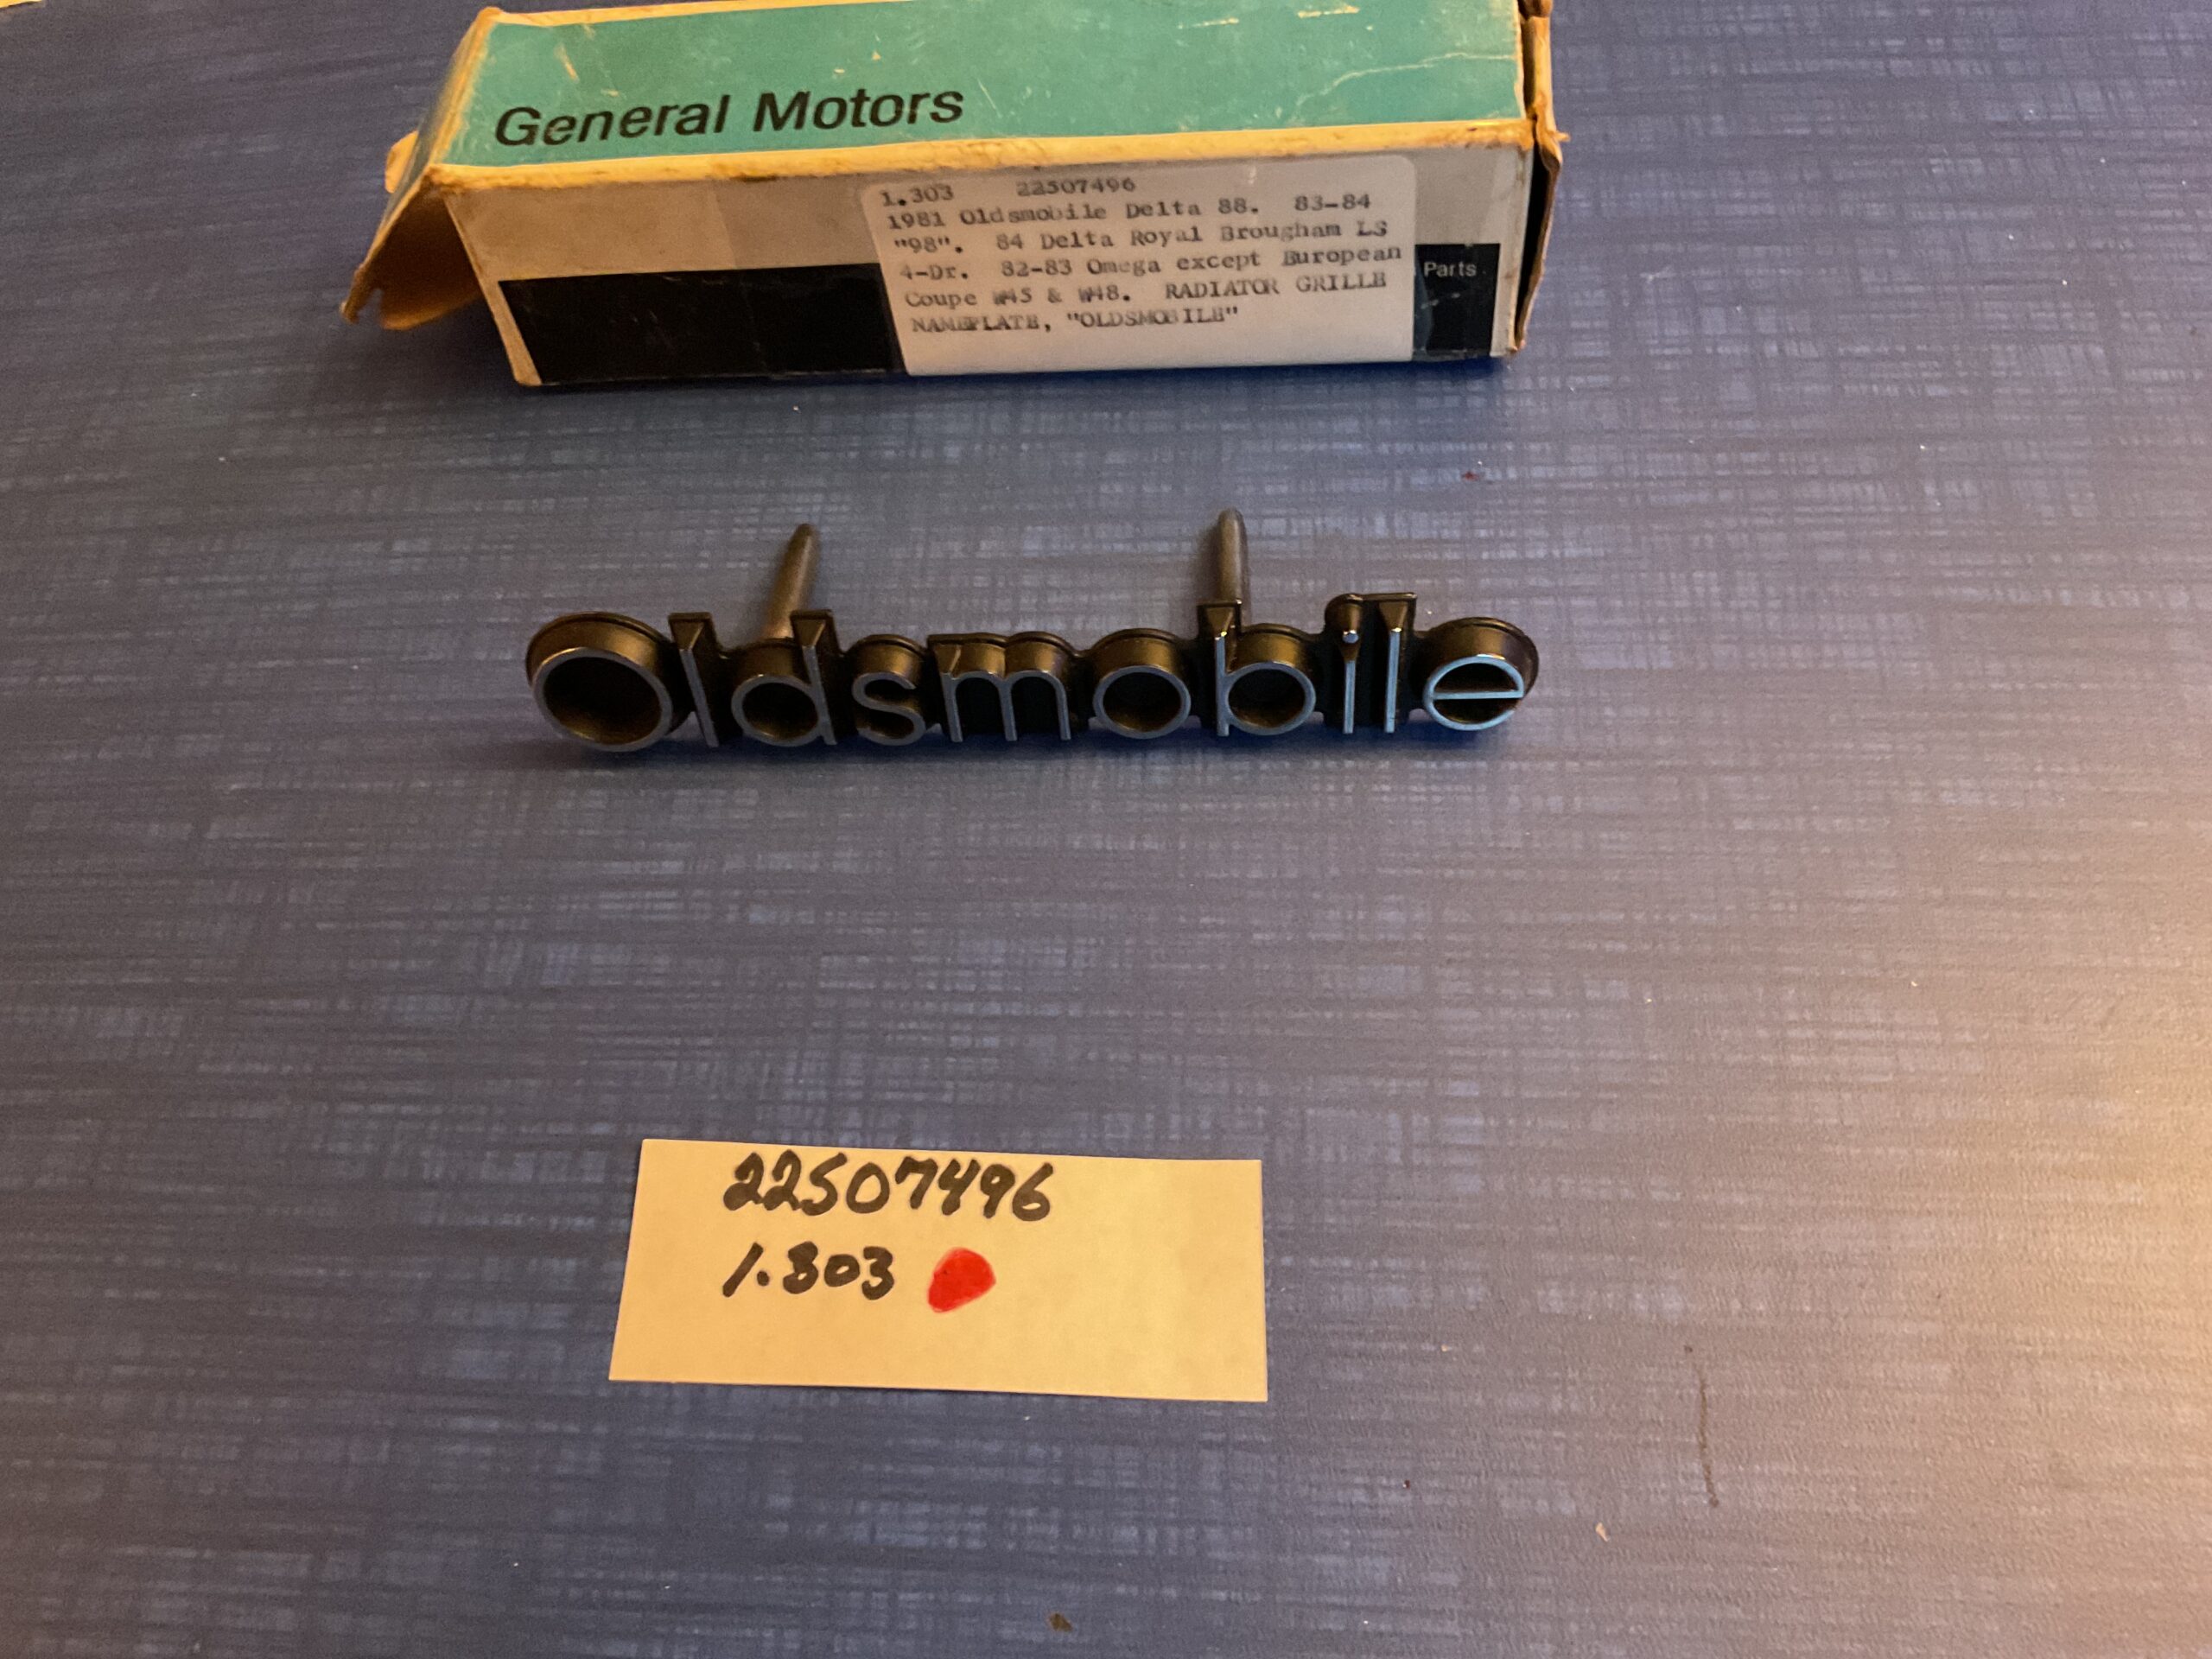 General Motors
1.303 22507496
1981 Oldsmobile Delta 88. 83-84
"98". 84 Delta Royal Brougham LS
4-Dr. 82-83 Omega except European
Coupe W45 & W48. RADIATOR GRILLE
NAMEPLATE, "OLDSMOBILE"
Parts
Oldsmobile
22507496
1.303